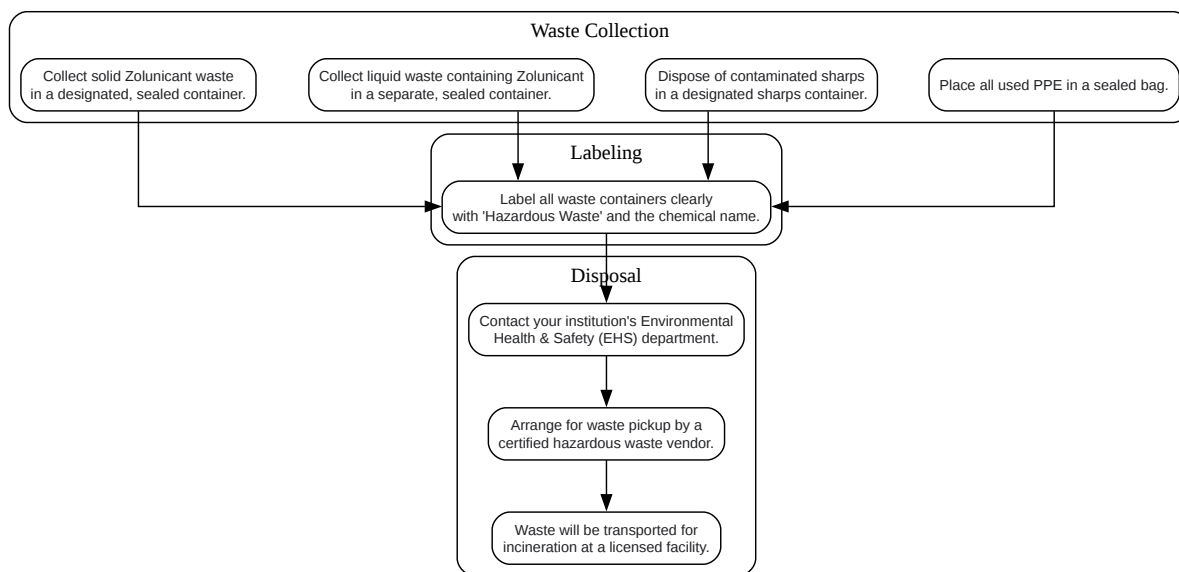 Waste Collection
Collect solid Zolunicant waste
in a designated, sealed container.
Collect liquid waste containing Zolunicant
in a separate, sealed container.
Dispose of contaminated sharps
in a designated sharps container.
Place all used PPE in a sealed bag.
Labeling
Label all waste containers clearly
with 'Hazardous Waste' and the chemical name.
Disposal
Contact your institution's Environmental
Health & Safety (EHS) department.
Arrange for waste pickup by a
certified hazardous waste vendor.
Waste will be transported for
incineration at a licensed facility.